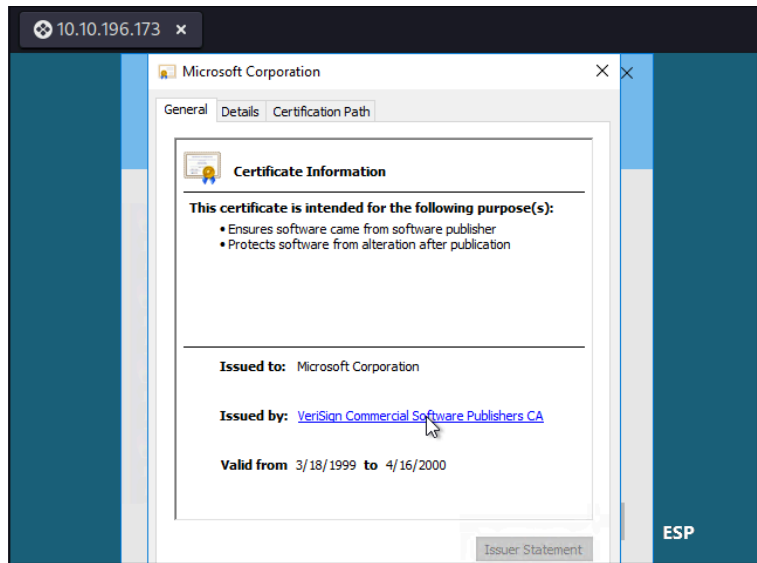 10.10.196.173 ×
Microsoft Corporation
General Details Certification Path
Certificate Information
This certificate is intended for the following purpose(s):
• Ensures software came from software publisher
• Protects software from alteration after publication
Issued to: Microsoft Corporation
Issued by: VeriSign Commercial Software Publishers CA
Valid from 3/18/1999 to 4/16/2000
ESP
Issuer Statement